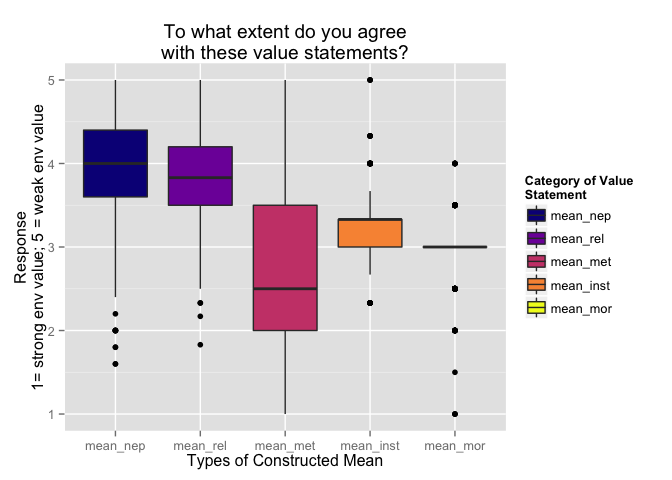 To what extent do you agree
with these value statements?
Response
1= strong env value; 5 = weak env value
5
4
3
2
1
mean_nep
mean_rel
mean_met
mean_inst
mean_mor
Types of Constructed Mean
Category of Value
Statement
mean_nep
mean_rel
mean_met
mean_inst
mean_mor